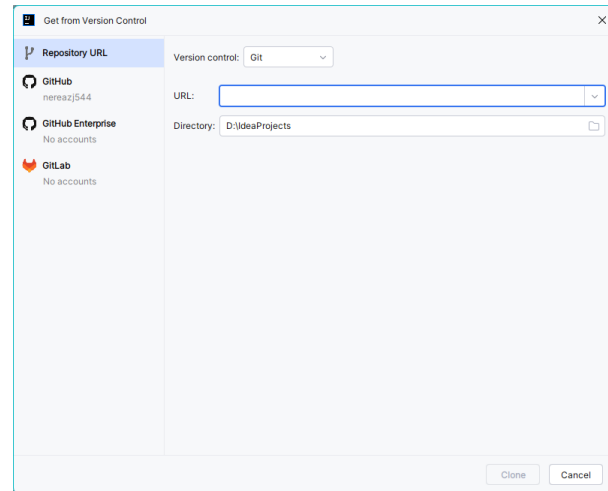 Get from Version Control
Repository URL
GitHub
nereazj544
GitHub Enterprise
No accounts
GitLab
No accounts
Version control: Git
URL:
Directory: D:\IdeaProjects
Clone
Cancel